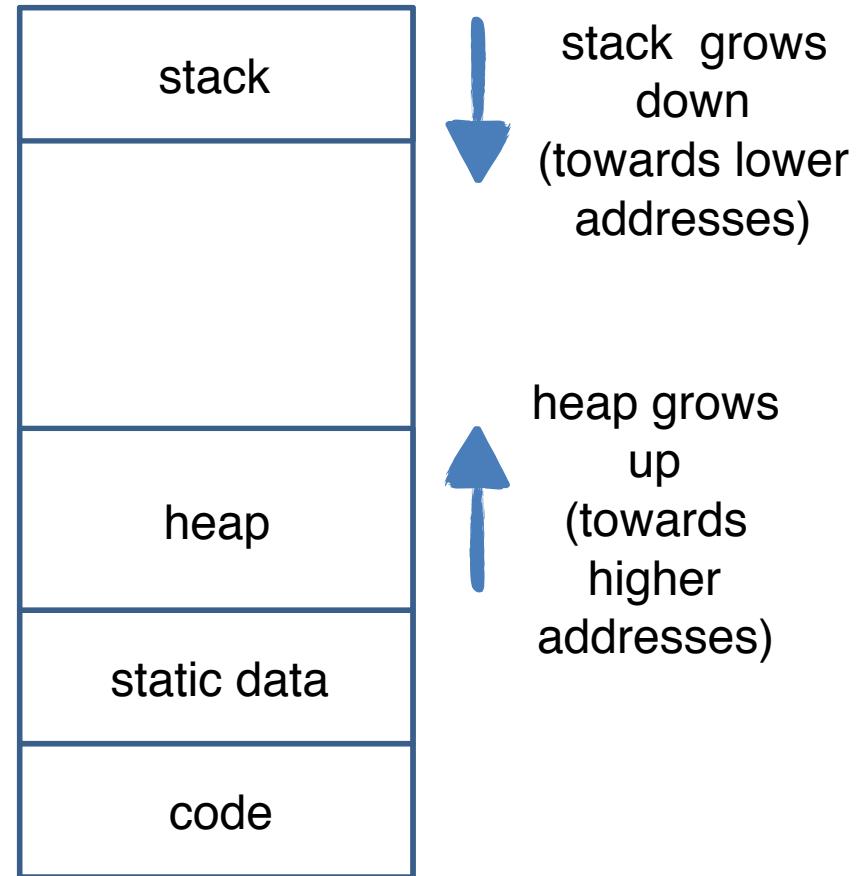 stack
stack grows
down
(towards lower
addresses)
heap grows
up
(towards
higher
addresses)
heap
static data
code